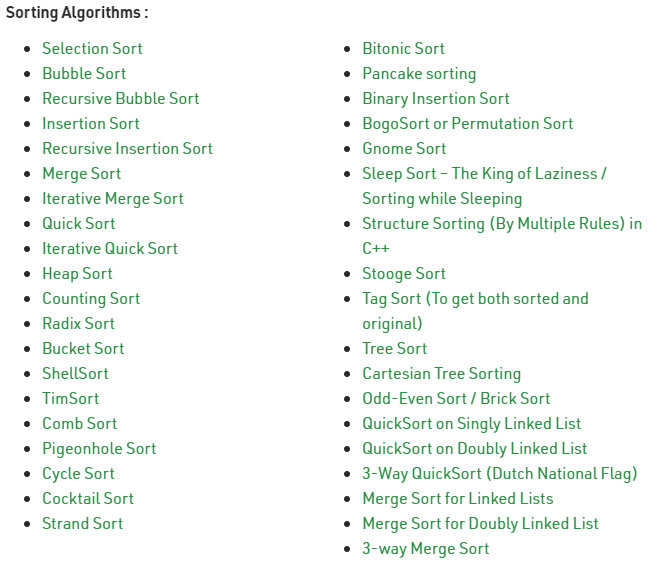 Sorting Algorithms :
Selection Sort
Bubble Sort
Recursive Bubble Sort
Insertion Sort
Recursive Insertion Sort
Merge Sort
Iterative Merge Sort
Quick Sort
Iterative Quick Sort
Heap Sort
Counting Sort
Radix Sort
Bucket Sort
ShellSort
TimSort
Comb Sort
Pigeonhole Sort
Cycle Sort
Cocktail Sort
Strand Sort
Bitonic Sort
Pancake sorting
Binary Insertion Sort
BogoSort or Permutation Sort
Gnome Sort
Sleep Sort – The King of Laziness /
Sorting while Sleeping
Structure Sorting (By Multiple Rules) in
C++
Stooge Sort
Tag Sort (To get both sorted and
original)
Tree Sort
Cartesian Tree Sorting
Odd-Even Sort / Brick Sort
QuickSort on Singly Linked List
QuickSort on Doubly Linked List
3-Way QuickSort (Dutch National Flag)
Merge Sort for Linked Lists
Merge Sort for Doubly Linked List
3-way Merge Sort